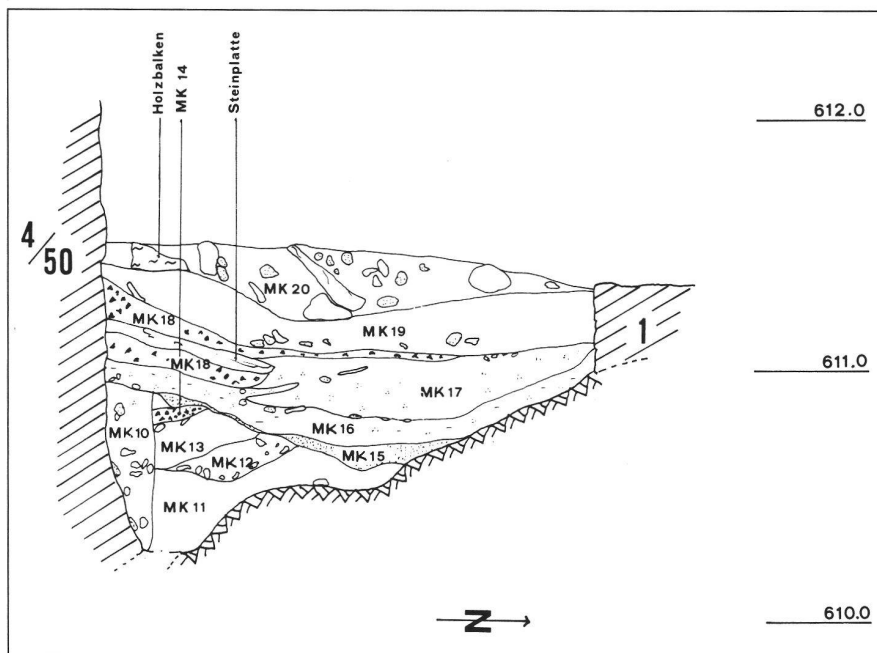 Holzbalken
MK 14
Steinplatte
612.0
4/50
MK 20
MK 18
MK 19
1
MK 18
611.0
MK 17
MK 10
MK 16
MK 13
MK 15
MK 12
MK 11
N
610.0